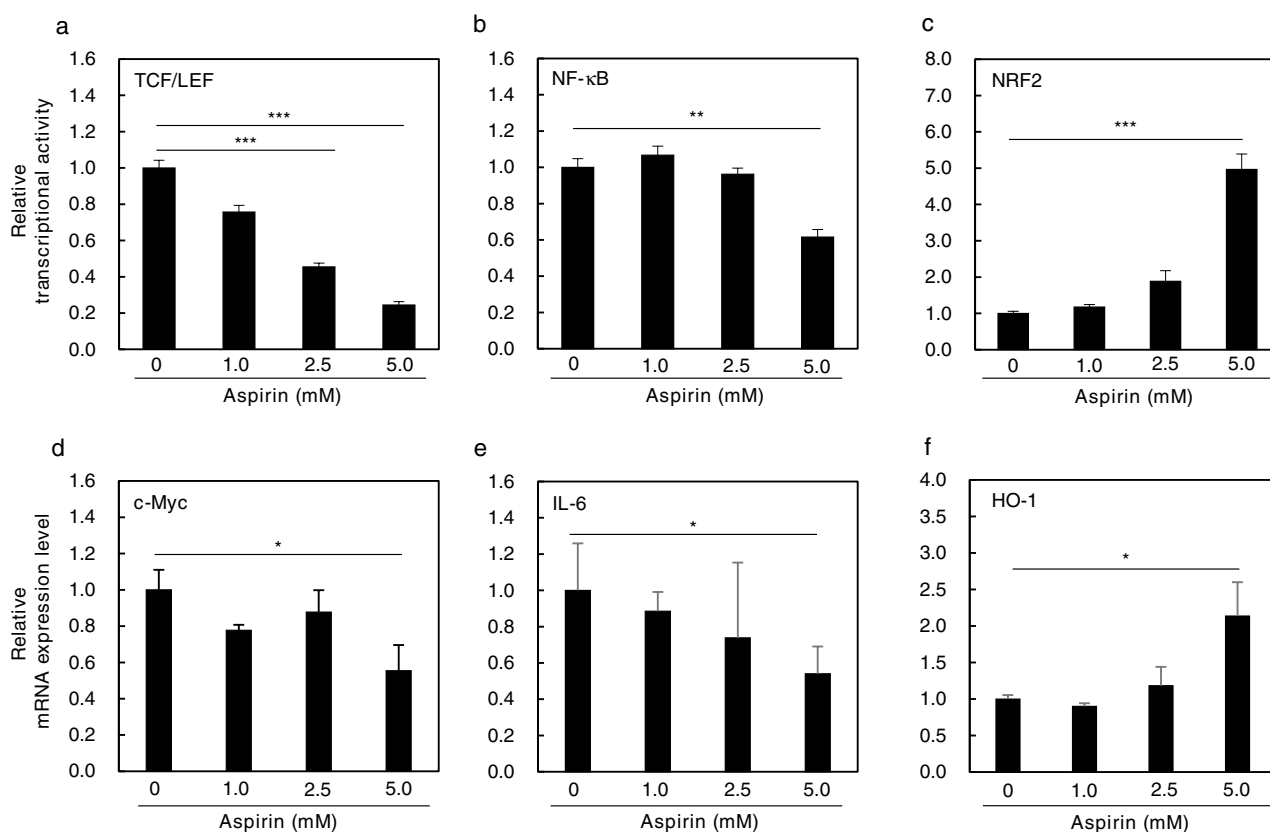 a
Relative
transcriptional activity
1.6
1.4
1.2
1.0
0.8
0.6
0.4
0.2
0.0
TCF/LEF
***
***
0 1.0 2.5 5.0
Aspirin (mM)
b
1.6
1.4
1.2
1.0
0.8
0.6
0.4
0.2
0.0
NF-κB
**
0 1.0 2.5 5.0
Aspirin (mM)
c
8.0
7.0
6.0
5.0
4.0
3.0
2.0
1.0
0.0
NRF2
***
0 1.0 2.5 5.0
Aspirin (mM)
d
Relative
mRNA expression level
1.6
1.4
1.2
1.0
0.8
0.6
0.4
0.2
0.0
c-Myc
*
0 1.0 2.5 5.0
Aspirin (mM)
e
1.6
1.4
1.2
1.0
0.8
0.6
0.4
0.2
0.0
IL-6
*
0 1.0 2.5 5.0
Aspirin (mM)
f
4.0
3.5
3.0
2.5
2.0
1.5
1.0
0.5
0.0
HO-1
*
0 1.0 2.5 5.0
Aspirin (mM)